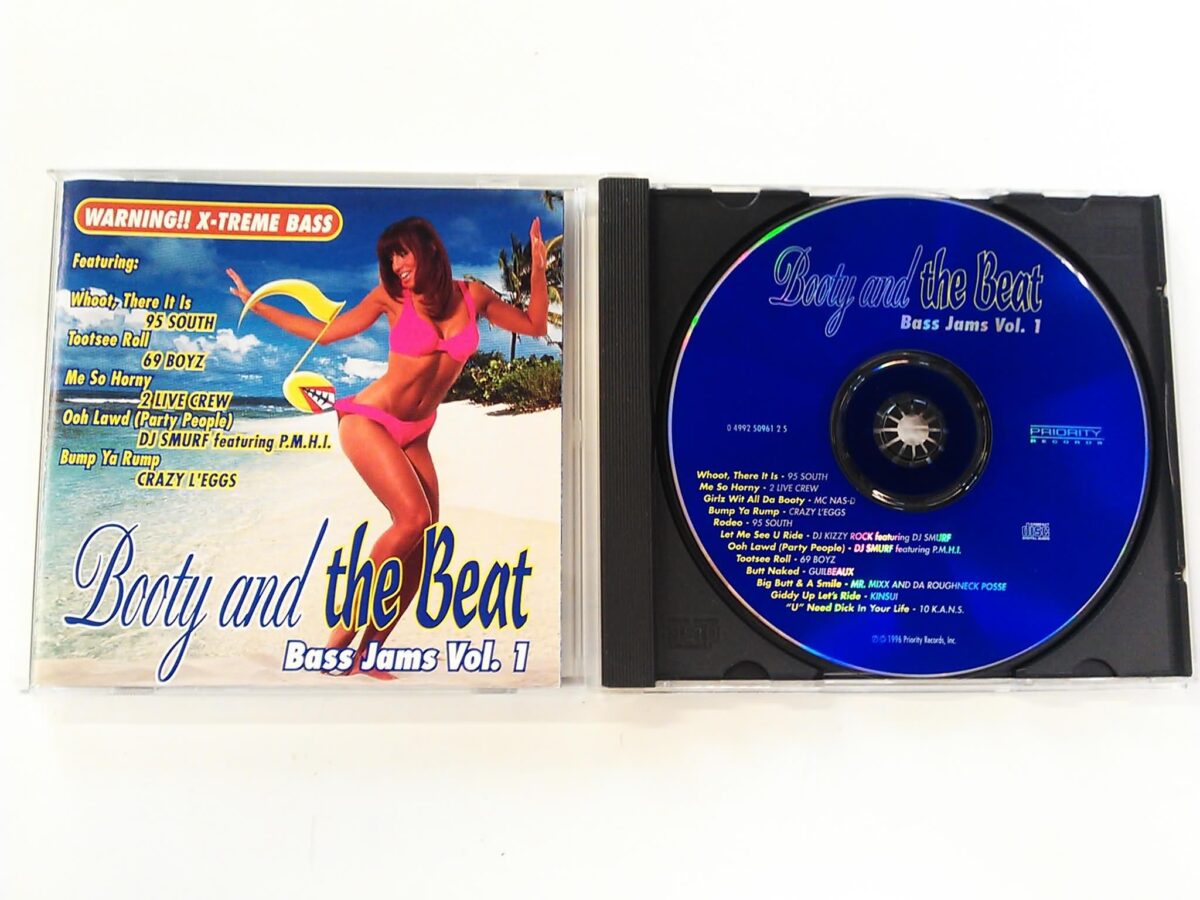 WARNING!! X-TREME BASS
Featuring:
Whoot, There It Is
95 SOUTH
Tootsee Roll
69 BOYZ
Me So Horny
2 LIVE CREW
Ooh Lawd (Party People)
DJ SMURF featuring P.M.H.I.
Bump Ya Rump
CRAZY L'EGGS
Booty and the Beat
Bass Jams Vol. 1
Booty and the Beat
Bass Jams Vol. 1
0 4992 50961 2 5
PRIORITY
RECORDS
Whoot, There It Is - 95 SOUTH
Me So Horny - 2 LIVE CREW
Girlz Wit All Da Booty - MC NAS-D
Bump Ya Rump - CRAZY L'EGGS
Rodeo - 95 SOUTH
Let Me See U Ride - DJ KIZZY ROCK featuring DJ SMURF
Ooh Lawd (Party People) - DJ SMURF featuring P.M.H.I.
Tootsee Roll - 69 BOYZ
Butt Naked - GUILBEAUX
Big Butt & A Smile - MR. MIXX AND DA ROUGHNECK POSSE
Giddy Up Let's Ride - KINSUI
"U" Need Dick In Your Life - 10 K.A.N.S.
COMPACT
disc
DIGITAL AUDIO
℗ © 1996 Priority Records, Inc.